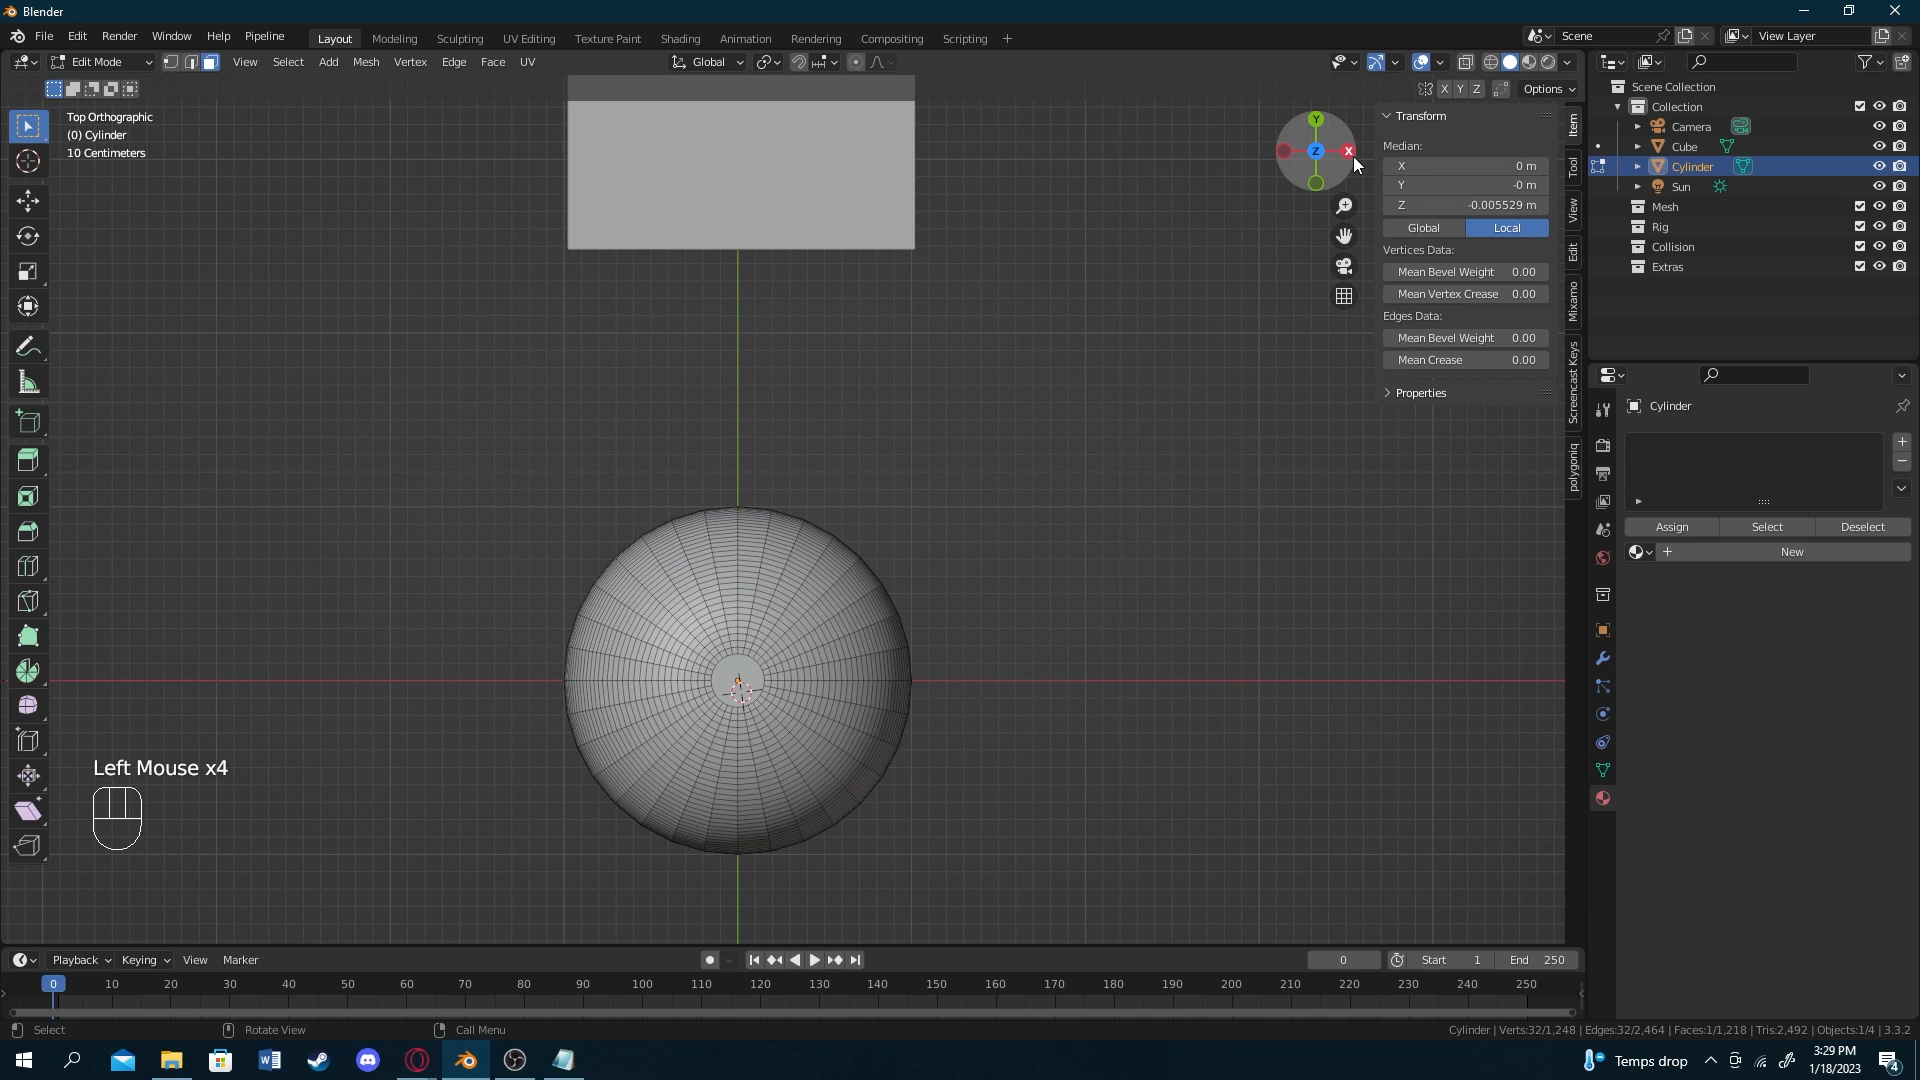 Blender
File Edit Render Window Help Pipeline Layout Modeling Sculpting UV Editing Texture Paint Shading Animation Rendering Compositing Scripting + Scene View Layer
Edit Mode View Select Add Mesh Vertex Edge Face UV Global
X Y Z Options
Top Orthographic
(0) Cylinder
10 Centimeters
Y
Z
X
Transform
Median:
X 0 m
Y -0 m
Z -0.005529 m
Global Local
Vertices Data:
Mean Bevel Weight 0.00
Mean Vertex Crease 0.00
Edges Data:
Mean Bevel Weight 0.00
Mean Crease 0.00
Properties
Item
Tool
View
Edit
Mixamo
Screencast Keys
polygoniq
Scene Collection
Collection
Camera
Cube
Cylinder
Sun
Mesh
Rig
Collision
Extras
Cylinder
Assign Select Deselect
+ New
Left Mouse x4
Playback Keying View Marker 0 Start 1 End 250
0 10 20 30 40 50 60 70 80 90 100 110 120 130 140 150 160 170 180 190 200 210 220 230 240 250
Select Rotate View Call Menu Cylinder | Verts:32/1,248 | Edges:32/2,464 | Faces:1/1,218 | Tris:2,492 | Objects:1/4 | 3.3.2
Temps drop
3:29 PM
1/18/2023
4